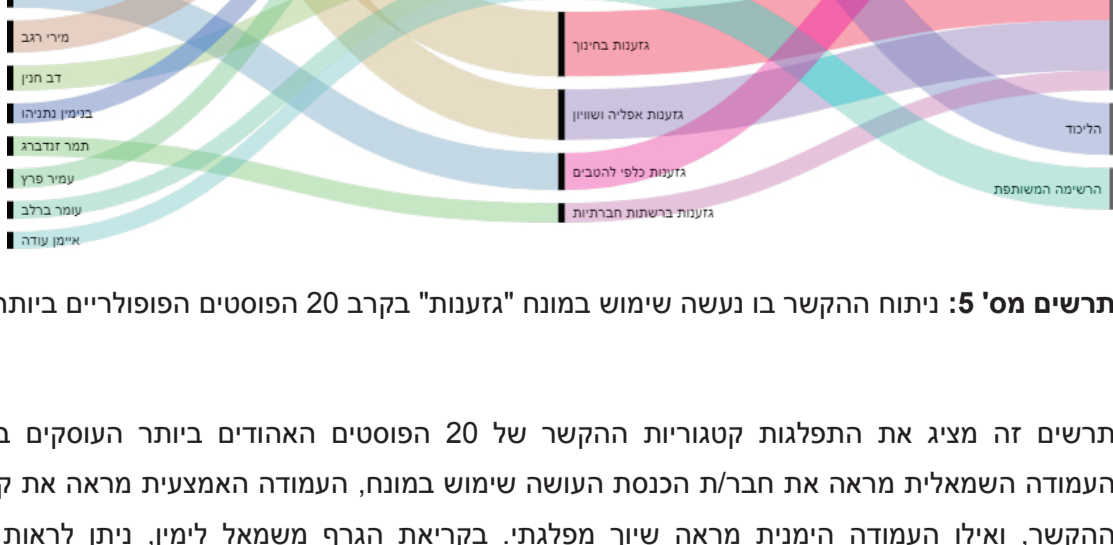 מירי רגב
דב חנין
בנימין נתניהו
תמר זנדברג
עמיר פרץ
עומר ברלב
איימן עודה
גזענות בחינוך
גזענות אפליה ושוויון
גזענות כלפי להטבים
גזענות ברשתות חברתיות
הליכוד
הרשימה המשותפת
תרשים מס' 5: ניתוח ההקשר בו נעשה שימוש במונח "גזענות" בקרב 20 הפוסטים הפופולריים ביותר
תרשים זה מציג את התפלגות קטגוריות ההקשר של 20 הפוסטים האהודים ביותר העוסקים
העמודה השמאלית מראה את חבר/ת הכנסת העושה שימוש במונח, העמודה האמצעית מראה את
ההקשר, ואילו העמודה הימנית מראה שיוך מפלגתי. בקריאת הגרף משמאל לימין, ניתן לראות